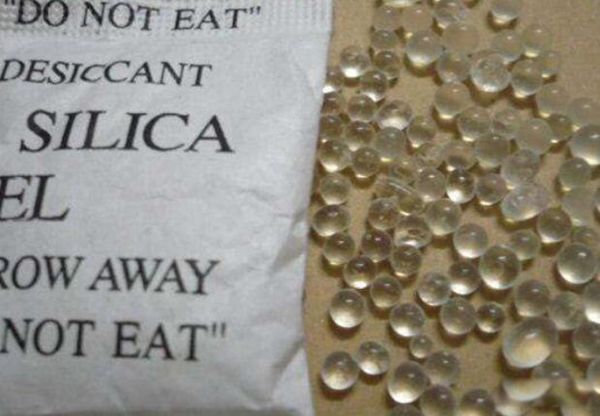 "DO NOT EAT"
DESICCANT
SILICA
EL
ROW AWAY
NOT EAT"